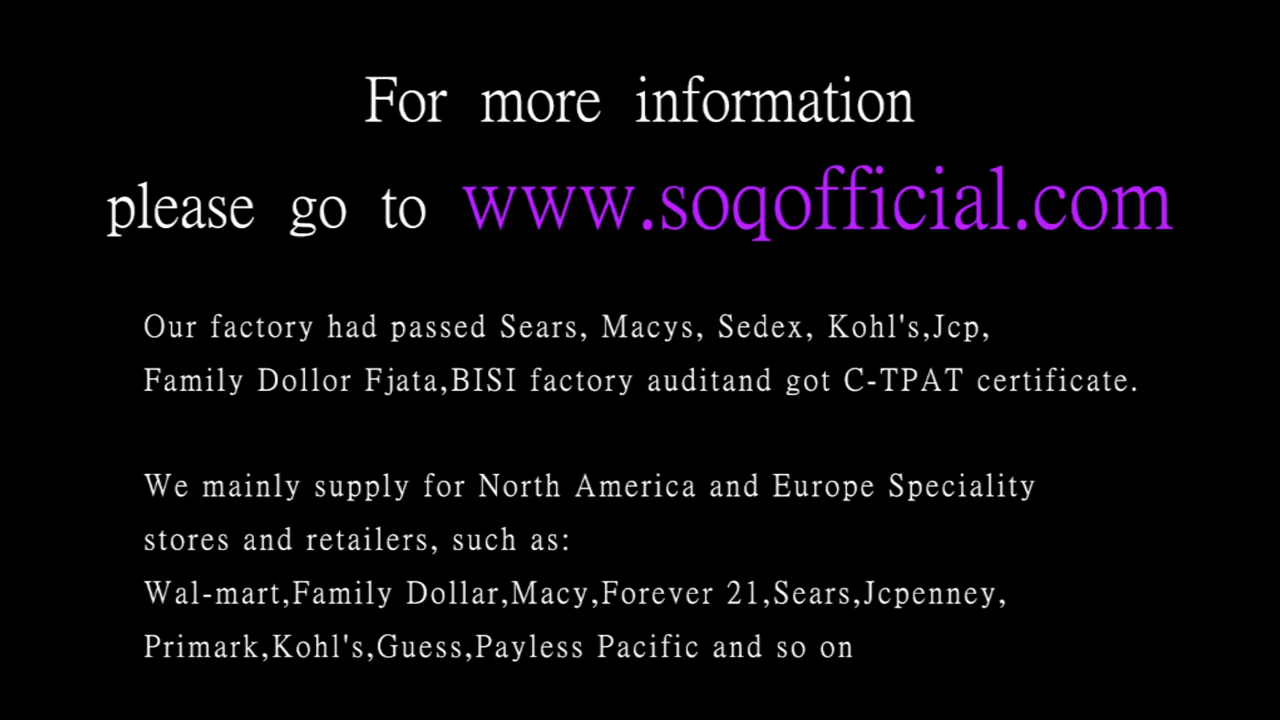 For more information
please go to www.soqofficial.com
Our factory had passed Sears, Macys, Sedex, Kohl's,Jcp,
Family Dollor Fjata,BISI factory auditand got C-TPAT certificate.
We mainly supply for North America and Europe Speciality
stores and retailers, such as:
Wal-mart,Family Dollar,Macy,Forever 21,Sears,Jcpenney,
Primark,Kohl's,Guess,Payless Pacific and so on